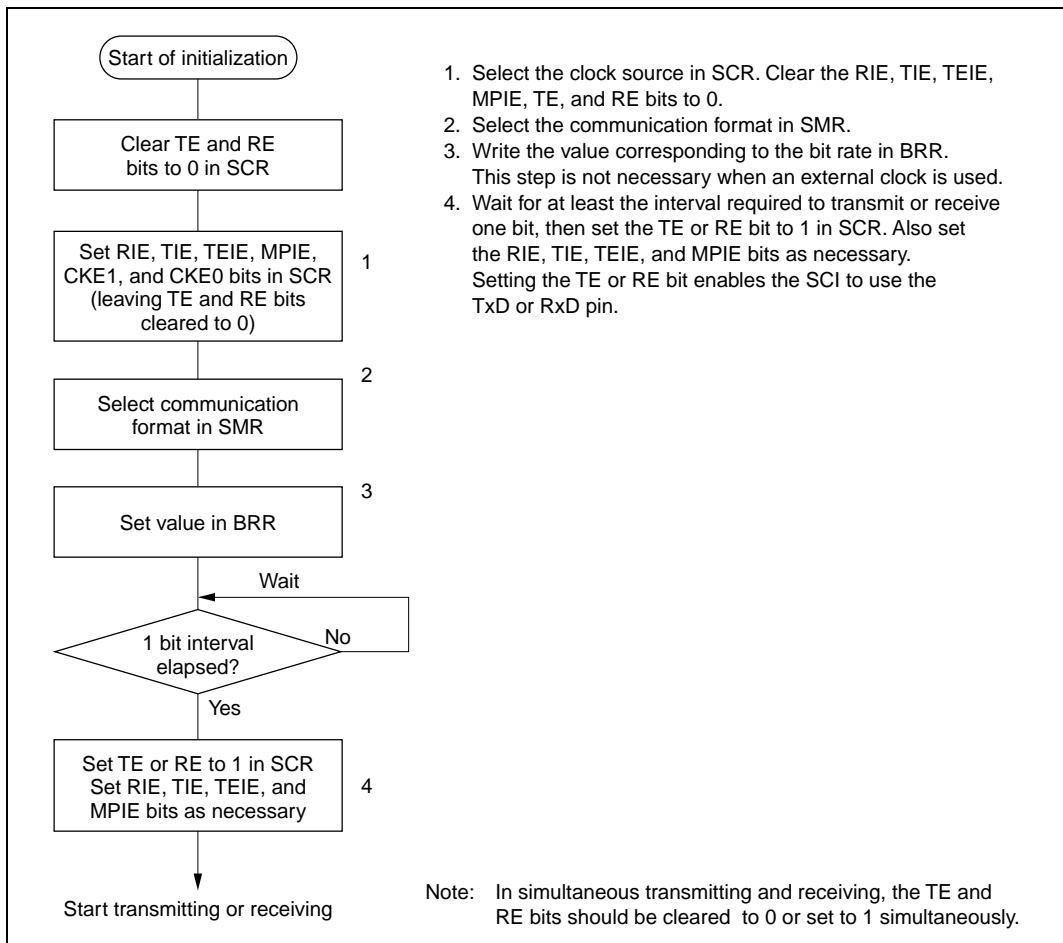 Start of initialization
Clear TE and RE
bits to 0 in SCR
Set RIE, TIE, TEIE, MPIE,
CKE1, and CKE0 bits in SCR
(leaving TE and RE bits
cleared to 0)
1
Select communication
format in SMR
2
Set value in BRR
3
Wait
1 bit interval
elapsed?
No
Yes
Set TE or RE to 1 in SCR
Set RIE, TIE, TEIE, and
MPIE bits as necessary
4
Start transmitting or receiving
1. Select the clock source in SCR. Clear the RIE, TIE, TEIE,
MPIE, TE, and RE bits to 0.
2. Select the communication format in SMR.
3. Write the value corresponding to the bit rate in BRR.
This step is not necessary when an external clock is used.
4. Wait for at least the interval required to transmit or receive
one bit, then set the TE or RE bit to 1 in SCR. Also set
the RIE, TIE, TEIE, and MPIE bits as necessary.
Setting the TE or RE bit enables the SCI to use the
TxD or RxD pin.
Note: In simultaneous transmitting and receiving, the TE and
RE bits should be cleared to 0 or set to 1 simultaneously.